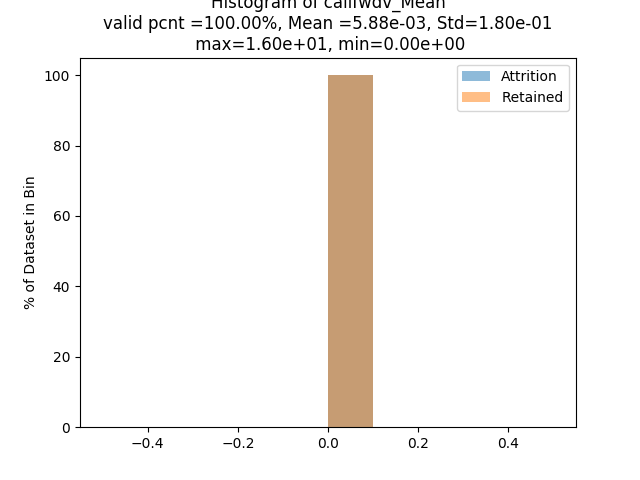 Histogram of callfwdv_Mean
valid pcnt =100.00%, Mean =5.88e-03, Std=1.80e-01
max=1.60e+01, min=0.00e+00
Attrition
Retained
% of Dataset in Bin
100
80
60
40
20
0
−0.4
−0.2
0.0
0.2
0.4